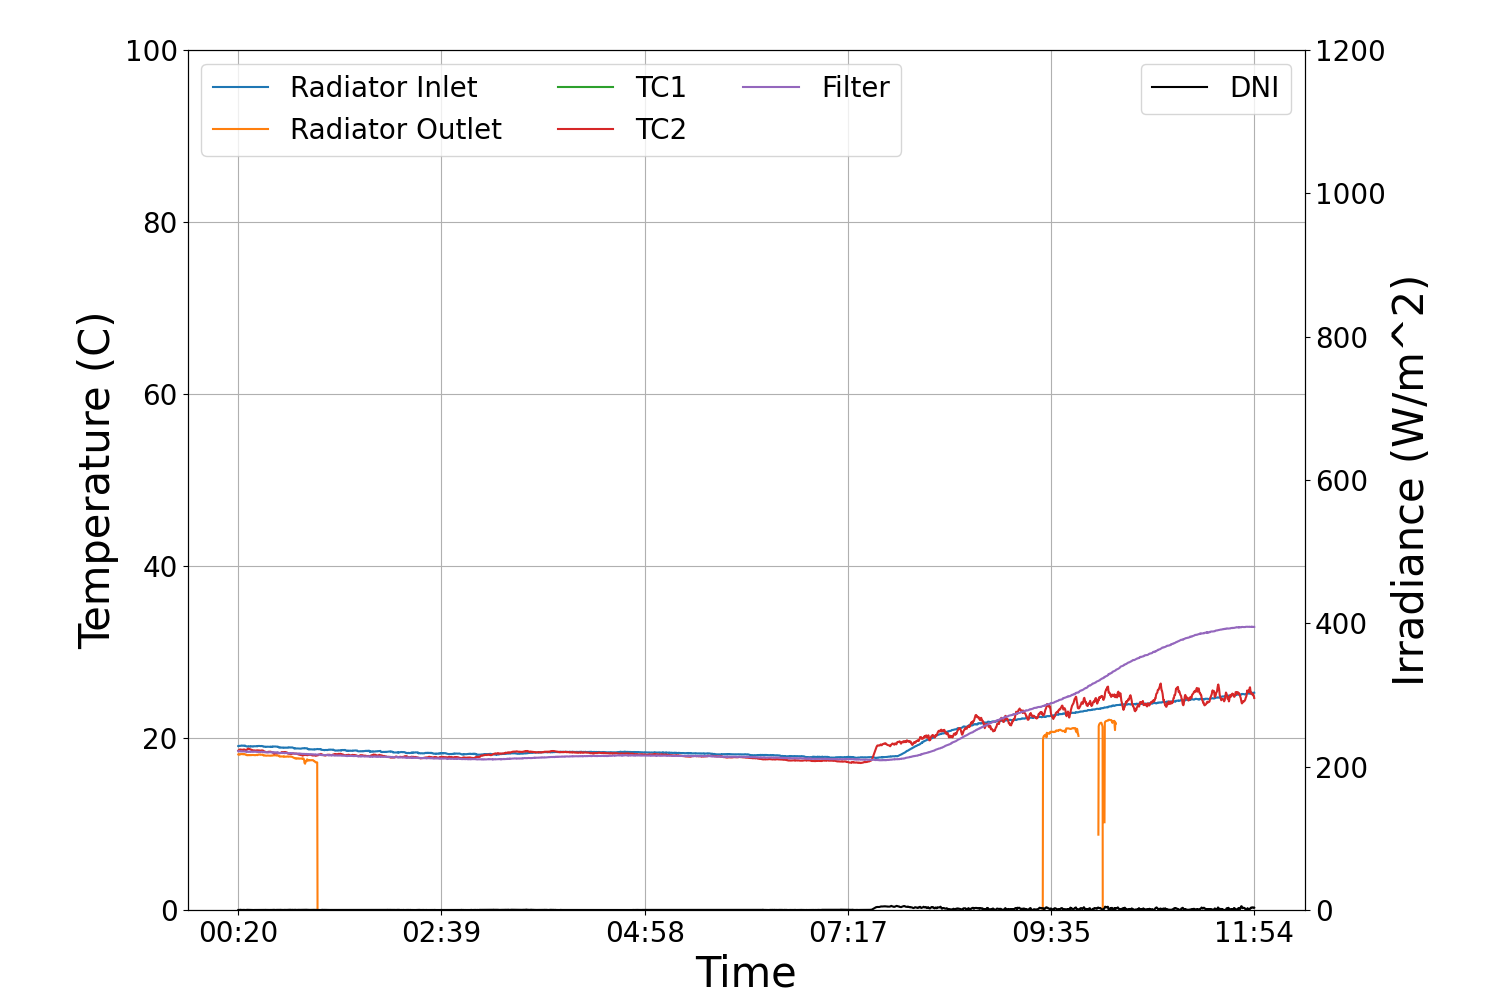 100
80
60
40
20
0
Temperature (C)
Radiator Inlet
Radiator Outlet
TC1
TC2
Filter
DNI
1200
1000
800
600
400
200
0
Irradiance (W/m^2)
00:20 02:39 04:58 07:17 09:35 11:54
Time